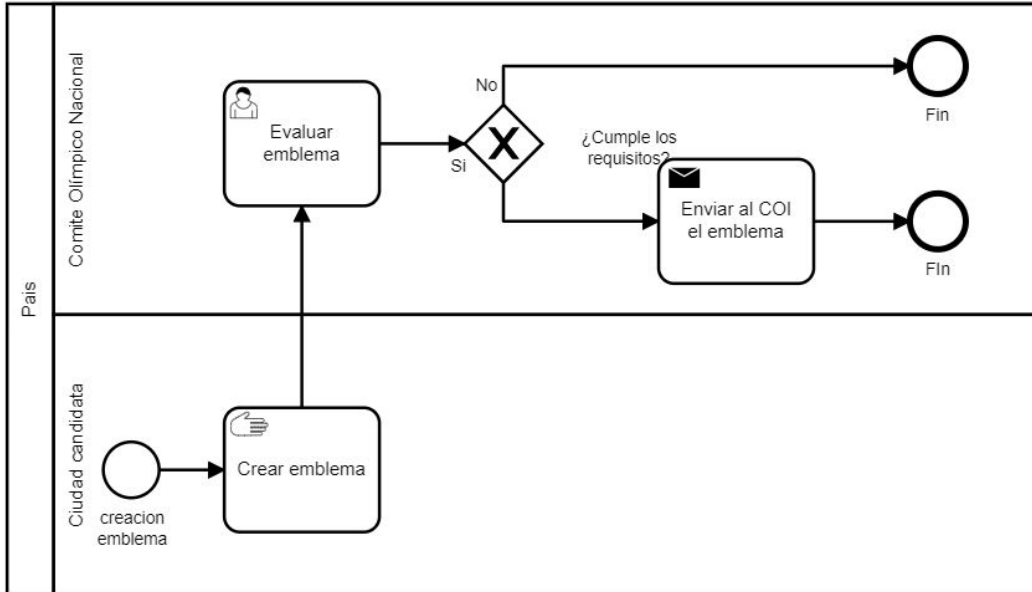 Pais
Comite Olímpico Nacional
Evaluar
emblema
No
Si
¿Cumple los
requisitos?
Enviar al COI
el emblema
Fin
FIn
Ciudad candidata
creacion
emblema
Crear emblema